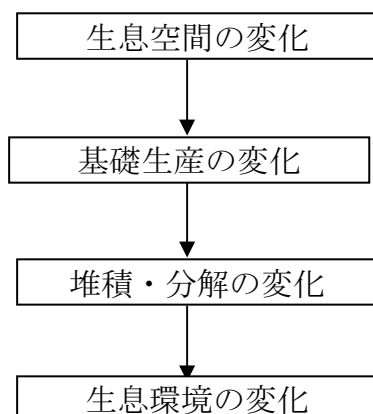 生息空間の変化
基礎生産の変化
堆積・分解の変化
生息環境の変化